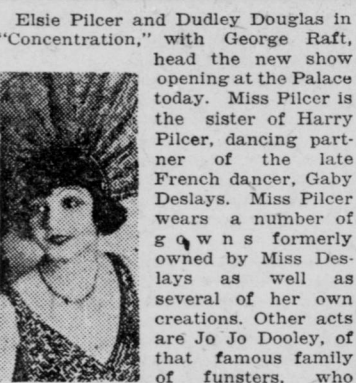 Elsie Pilcer and Dudley Douglas in
"Concentration," with George Raft,
head the new show
opening at the Palace
today. Miss Pilcer is
the sister of Harry
Pilcer, dancing part-
ner of the late
French dancer, Gaby
Deslays. Miss Pilcer
wears a number of
gowns formerly
owned by Miss Des-
lays as well as
several of her own
creations. Other acts
are Jo Jo Dooley, of
that famous family
of funsters, who